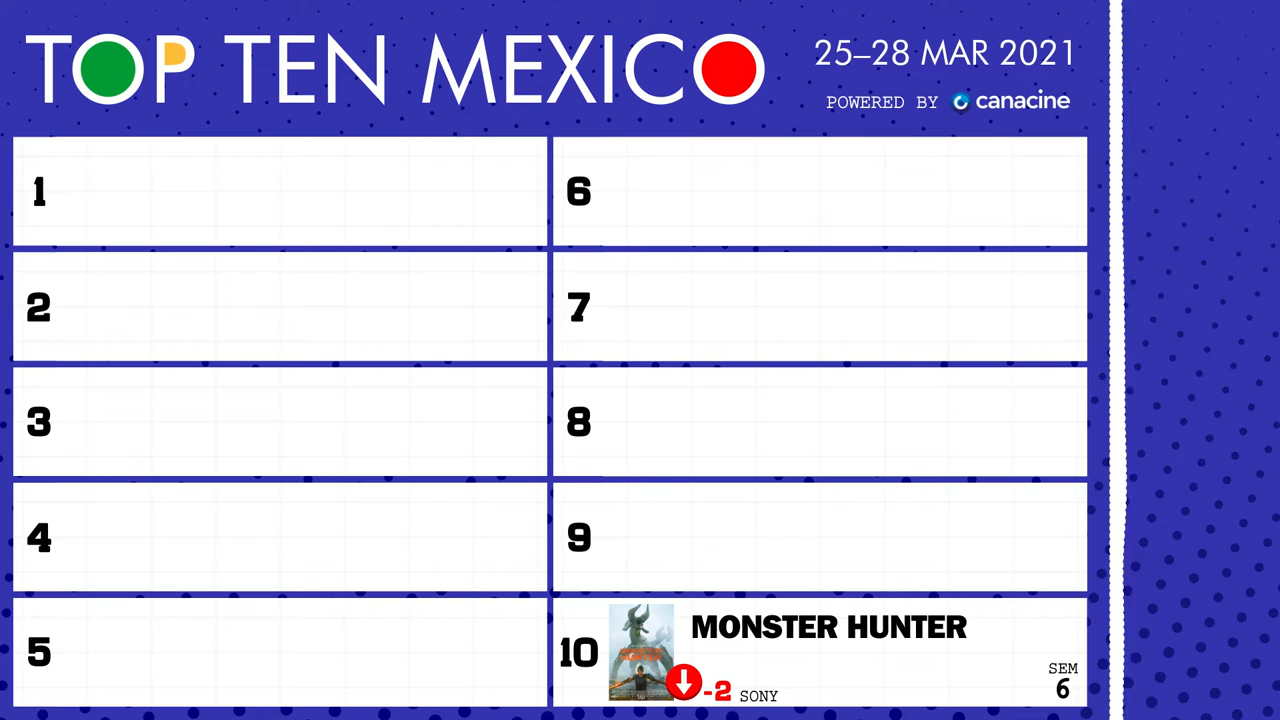 TOP TEN MEXICO
25–28 MAR 2021
POWERED BY canacine
1
2
3
4
5
6
7
8
9
10
MONSTER HUNTER
-2 SONY
SEM
6